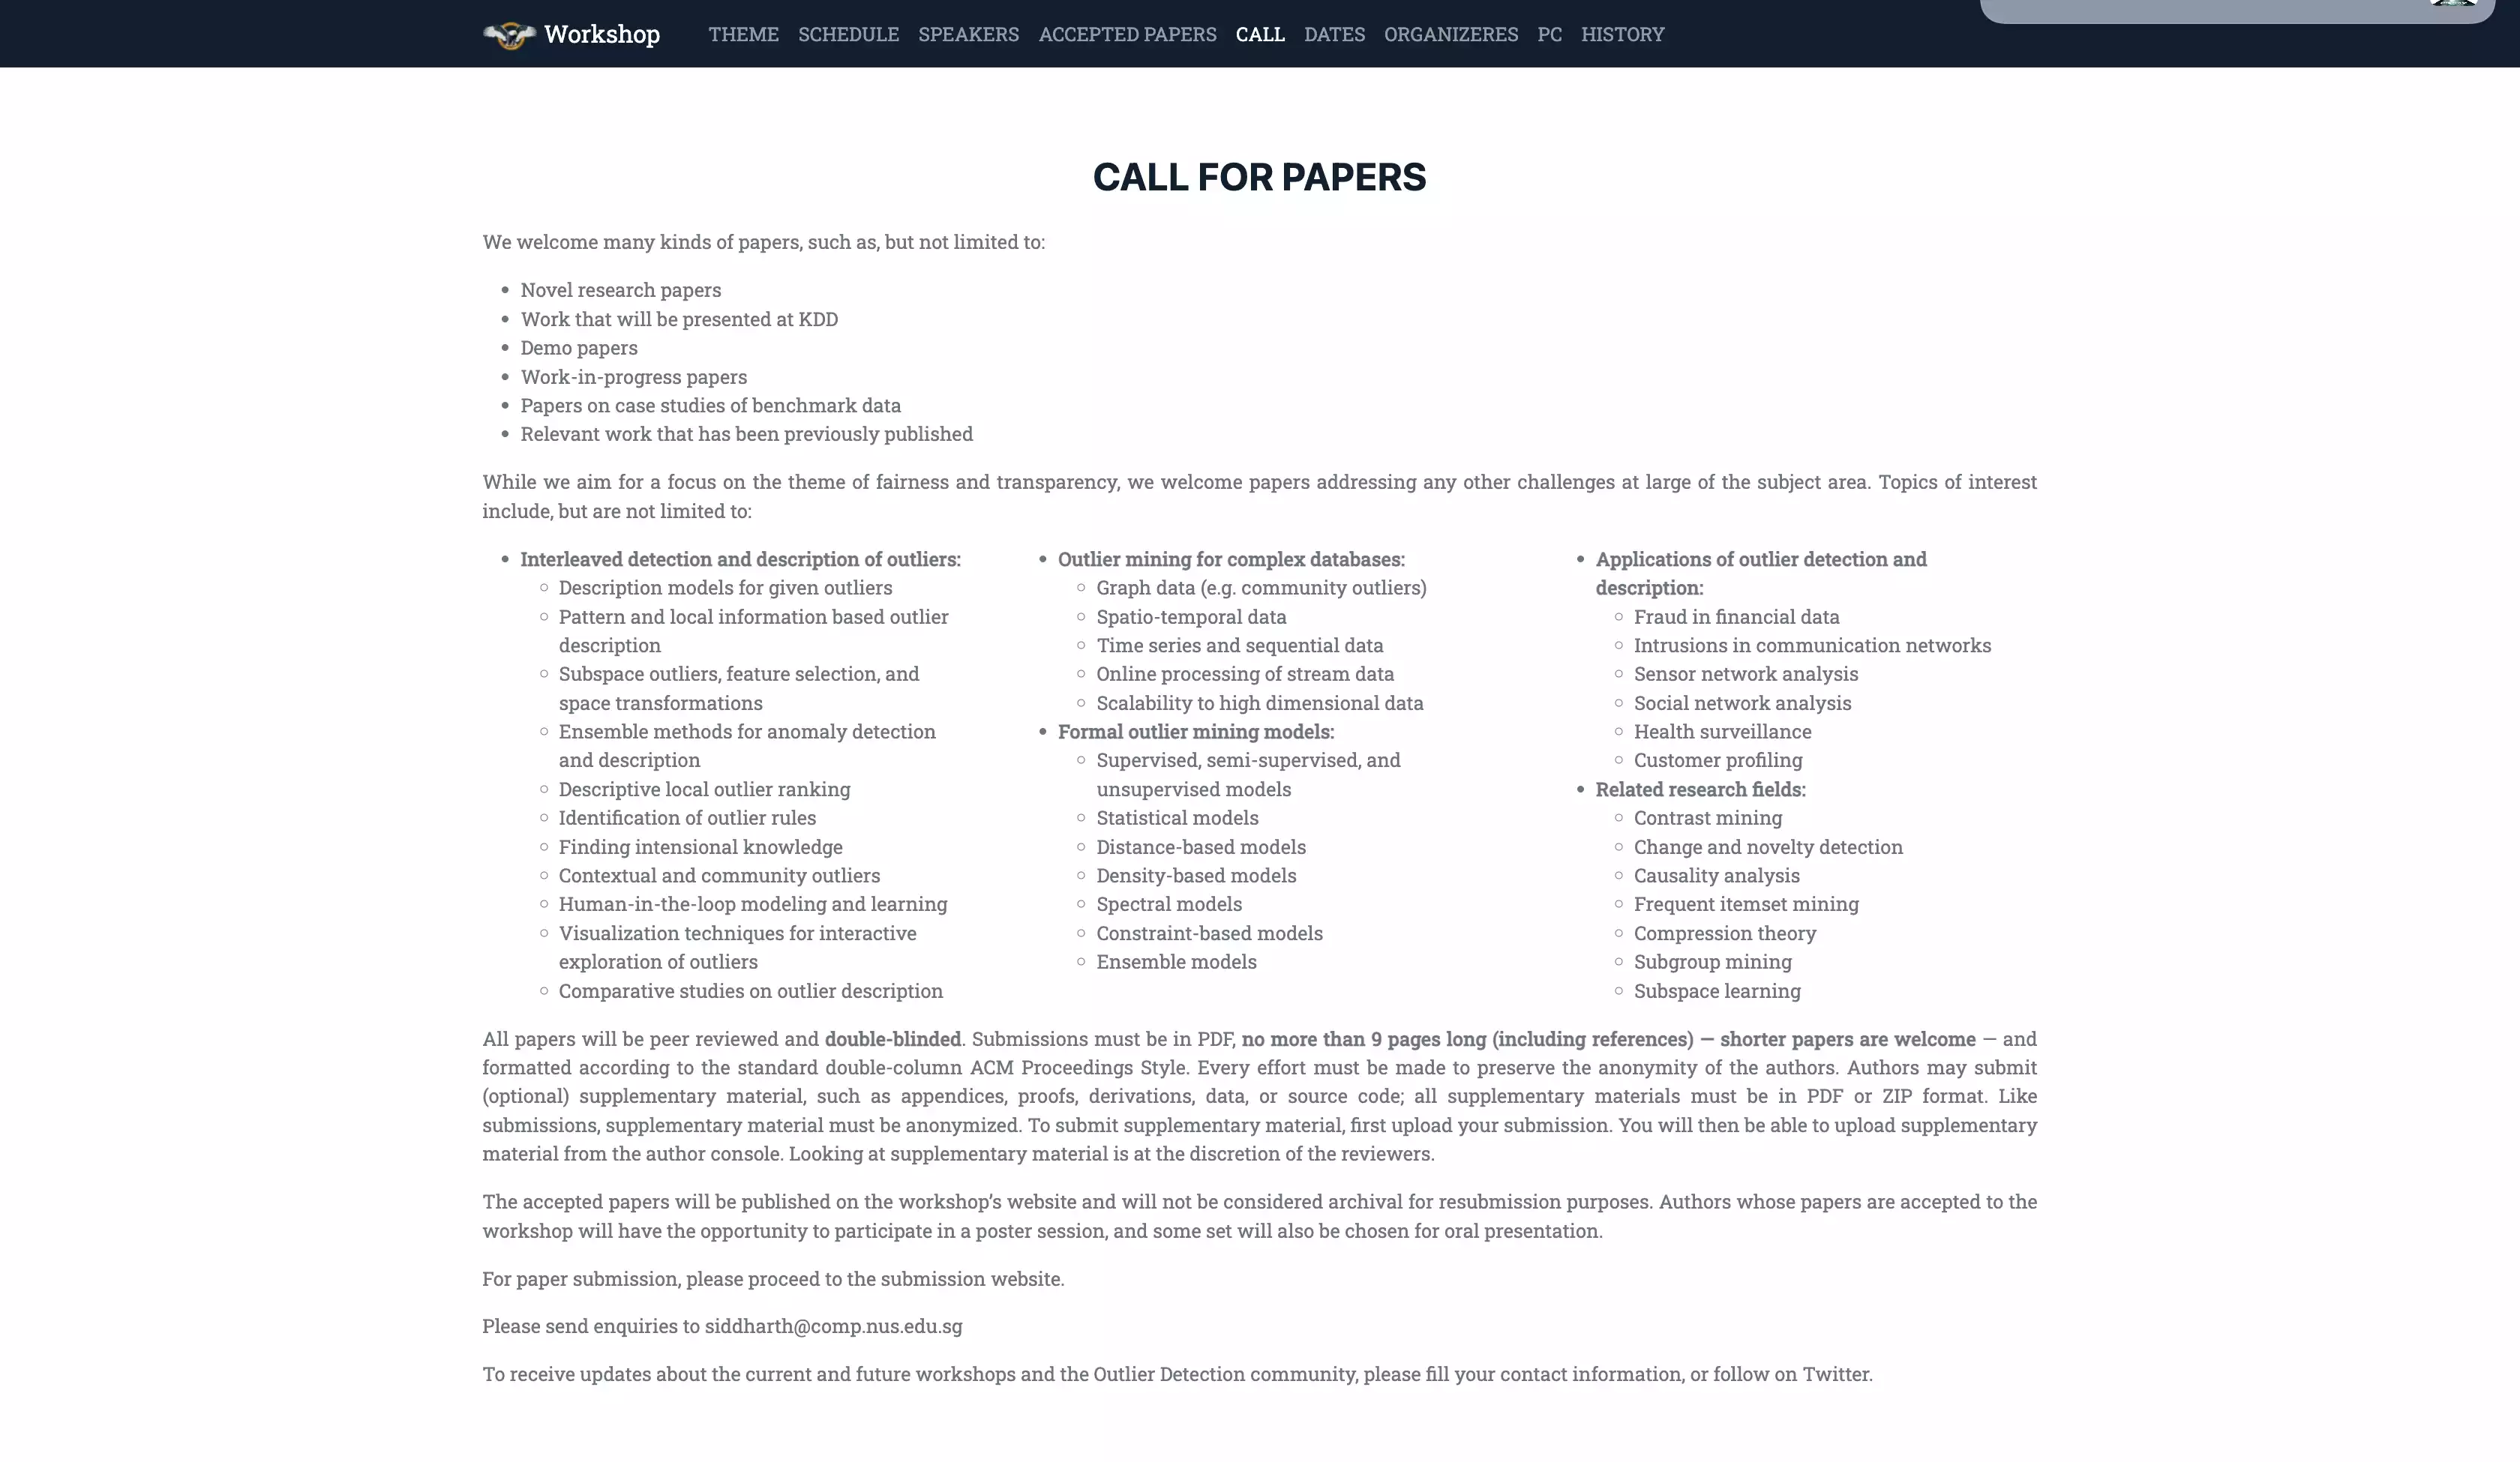 Workshop THEME SCHEDULE SPEAKERS ACCEPTED PAPERS CALL DATES ORGANIZERES PC HISTORY
CALL FOR PAPERS
We welcome many kinds of papers, such as, but not limited to:
Novel research papers
Work that will be presented at KDD
Demo papers
Work-in-progress papers
Papers on case studies of benchmark data
Relevant work that has been previously published
While we aim for a focus on the theme of fairness and transparency, we welcome papers addressing any other challenges at large of the subject area. Topics of interest
include, but are not limited to:
Interleaved detection and description of outliers:
Description models for given outliers
Pattern and local information based outlier
description
Subspace outliers, feature selection, and
space transformations
Ensemble methods for anomaly detection
and description
Descriptive local outlier ranking
Identification of outlier rules
Finding intensional knowledge
Contextual and community outliers
Human-in-the-loop modeling and learning
Visualization techniques for interactive
exploration of outliers
Comparative studies on outlier description
Outlier mining for complex databases:
Graph data (e.g. community outliers)
Spatio-temporal data
Time series and sequential data
Online processing of stream data
Scalability to high dimensional data
Formal outlier mining models:
Supervised, semi-supervised, and
unsupervised models
Statistical models
Distance-based models
Density-based models
Spectral models
Constraint-based models
Ensemble models
Applications of outlier detection and
description:
Fraud in financial data
Intrusions in communication networks
Sensor network analysis
Social network analysis
Health surveillance
Customer profiling
Related research fields:
Contrast mining
Change and novelty detection
Causality analysis
Frequent itemset mining
Compression theory
Subgroup mining
Subspace learning
All papers will be peer reviewed and double-blinded. Submissions must be in PDF, no more than 9 pages long (including references) — shorter papers are welcome — and
formatted according to the standard double-column ACM Proceedings Style. Every effort must be made to preserve the anonymity of the authors. Authors may submit
(optional) supplementary material, such as appendices, proofs, derivations, data, or source code; all supplementary materials must be in PDF or ZIP format. Like
submissions, supplementary material must be anonymized. To submit supplementary material, first upload your submission. You will then be able to upload supplementary
material from the author console. Looking at supplementary material is at the discretion of the reviewers.
The accepted papers will be published on the workshop’s website and will not be considered archival for resubmission purposes. Authors whose papers are accepted to the
workshop will have the opportunity to participate in a poster session, and some set will also be chosen for oral presentation.
For paper submission, please proceed to the submission website.
Please send enquiries to siddharth@comp.nus.edu.sg
To receive updates about the current and future workshops and the Outlier Detection community, please fill your contact information, or follow on Twitter.